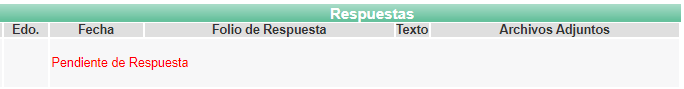 Respuestas
Edo. Fecha Folio de Respuesta Texto Archivos Adjuntos
Pendiente de Respuesta